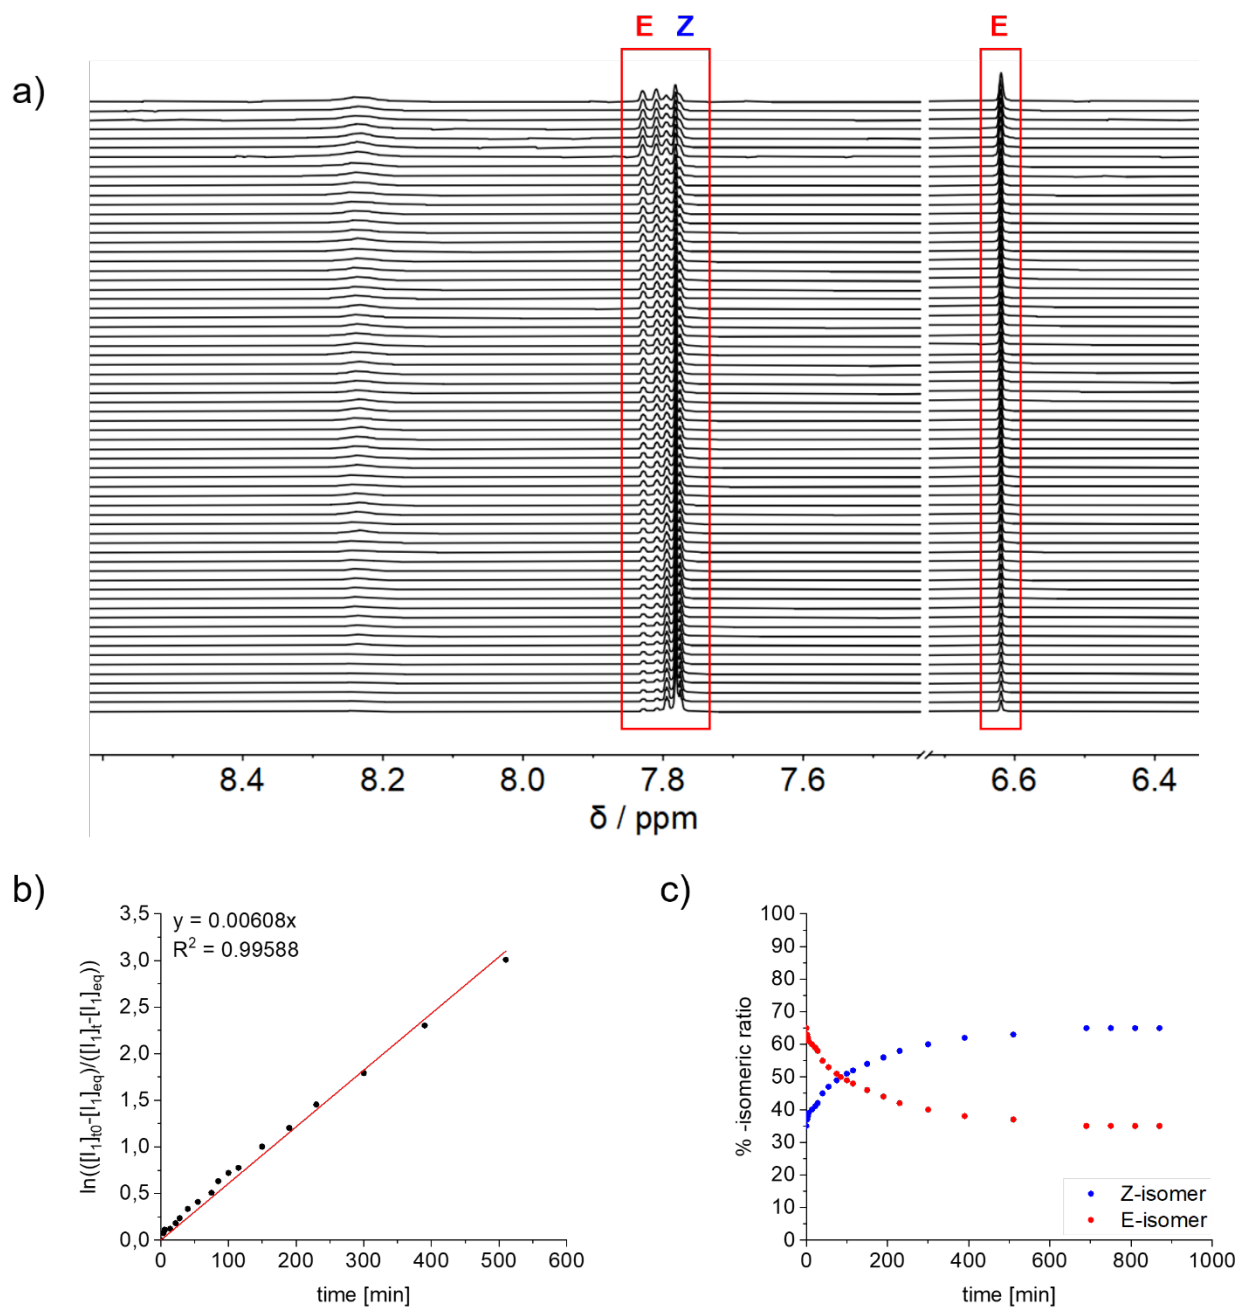 E Z E
a)
8.4 8.2 8.0 7.8 7.6 6.6 6.4
δ / ppm
b)
y = 0.00608x
R² = 0.99588
ln(([I₁]t0-[I₁]eq)/([I₁]t-[I₁]eq))
3,5
3,0
2,5
2,0
1,5
1,0
0,5
0,0
0 100 200 300 400 500 600
time [min]
c)
% -isomeric ratio
100
90
80
70
60
50
40
30
20
10
0
Z-isomer
E-isomer
0 200 400 600 800 1000
time [min]